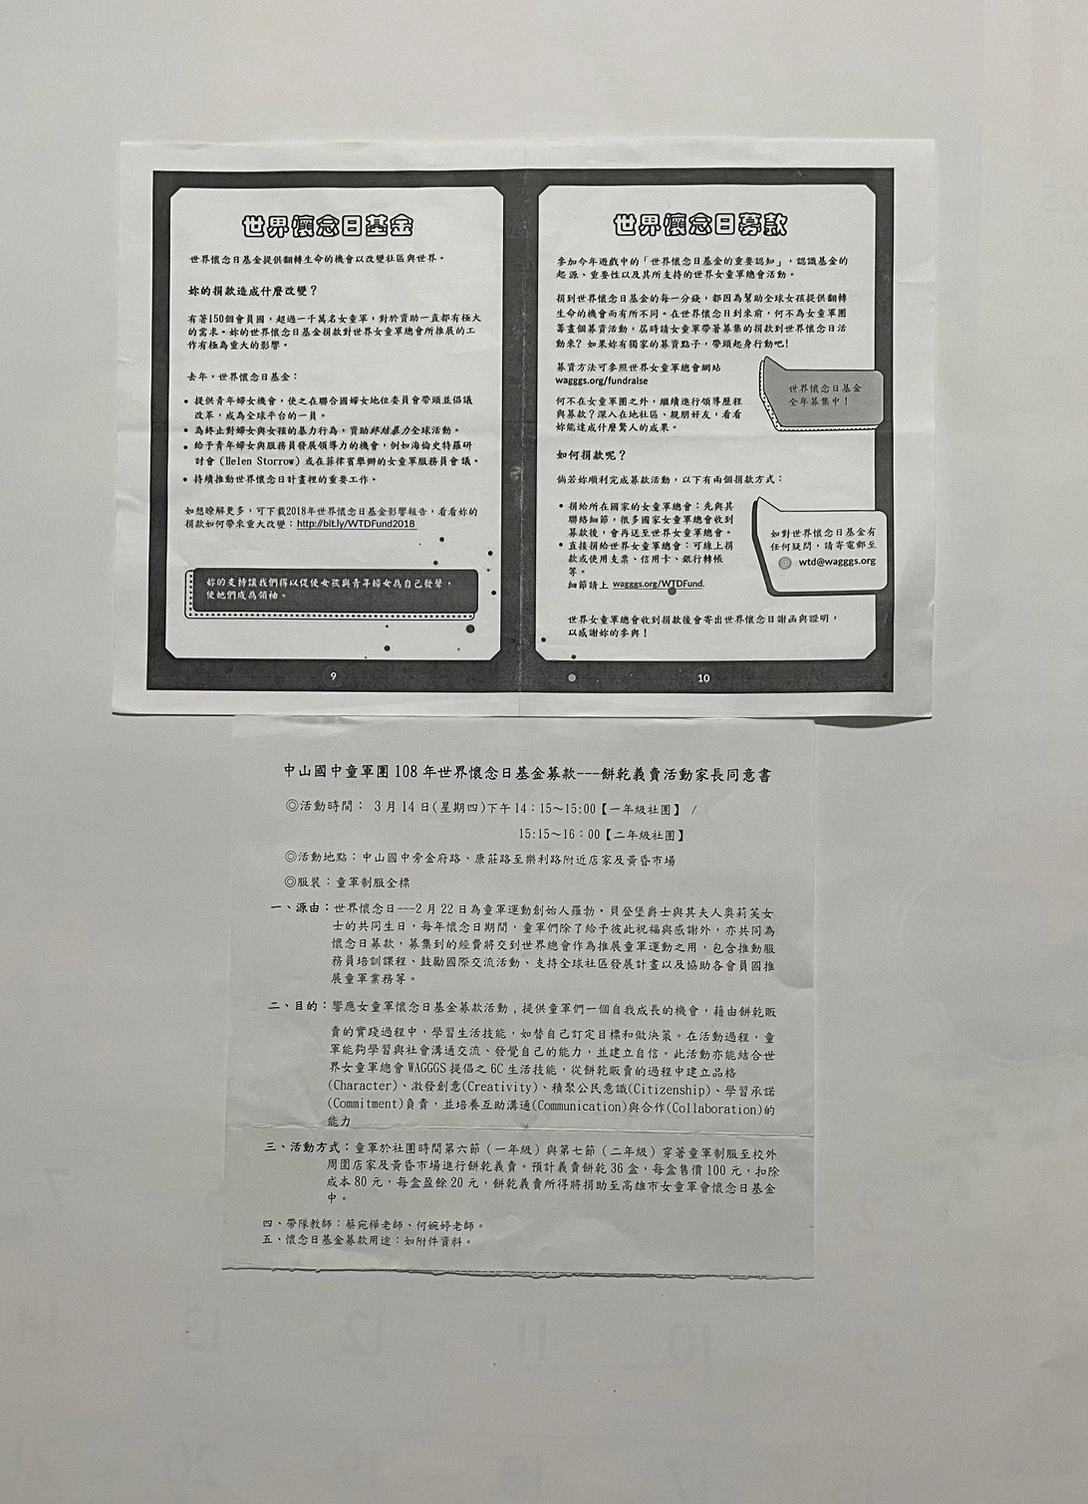 世界懷念日基金
世界懷念日基金提供翻轉生命的機會以改變社區與世界。
妳的捐款造成什麼改變？
有著150個會員國，超過一千萬名女童軍，對於資助一直都有極大
的需求。妳的世界懷念日基金捐款對世界女童軍總會所推展的工
作有極為重大的影響。
去年，世界懷念日基金：
• 提供青年婦女機會，使之在聯合國婦女地位委員會帶頭並倡議
改革，成為全球平台的一員。
• 為終止對婦女與女孩的暴力行為，資助終結暴力全球活動。
• 給予青年婦女與服務員發展領導力的機會，例如海倫史特羅研
討會 (Helen Storrow) 或在菲律賓舉辦的女童軍服務員會議。
• 持續推動世界懷念日計畫裡的重要工作。
如想瞭解更多，可下載2018年世界懷念日基金影響報告，看看妳的
捐款如何帶來重大改變：http://bit.ly/WTDFund2018
妳的支持讓我們得以促使女孩與青年婦女為自己發聲，
使她們成為領袖。
9
世界懷念日募款
參加今年遊戲中的「世界懷念日基金的重要認知」，認識基金的
起源、重要性以及其所支持的世界女童軍總會活動。
捐到世界懷念日基金的每一分錢，都因為幫助全球女孩提供翻轉
生命的機會而有所不同。在世界懷念日到來前，何不為女童軍團
籌畫個募資活動，屆時請女童軍帶著募集的捐款到世界懷念日活
動來？如果妳有獨家的募資點子，帶頭起身行動吧！
募資方法可參照世界女童軍總會網站
wagggs.org/fundraise
何不在女童軍團之外，繼續進行領導歷程
與募款？深入在地社區、親朋好友，看看
妳能達成什麼驚人的成果。
世界懷念日基金
全年募集中！
如何捐款呢？
倘若妳順利完成募款活動，以下有兩個捐款方式：
• 捐給所在國家的女童軍總會：先與其
聯絡細節，很多國家女童軍總會收到
募款後，會再送至世界女童軍總會。
• 直接捐給世界女童軍總會：可線上捐
款或使用支票、信用卡、銀行轉帳
等。
細節請上 wagggs.org/WTDFund.
如對世界懷念日基金有
任何疑問，請寄電郵至
wtd@wagggs.org
世界女童軍總會收到捐款後會寄出世界懷念日謝函與證明，
以感謝妳的參與！
10
中山國中童軍團 108 年世界懷念日基金募款---餅乾義賣活動家長同意書
◎活動時間： 3 月 14 日(星期四)下午 14：15~15:00【一年級社團】 /
15:15~16：00【二年級社團】
◎活動地點：中山國中旁金府路、康莊路至樂利路附近店家及黃昏市場
◎服裝：童軍制服全標
一、源由：世界懷念日---2 月 22 日為童軍運動創始人羅勃‧貝登堡爵士與其夫人奧莉芙女
士的共同生日，每年懷念日期間，童軍們除了給予彼此祝福與感謝外，亦共同為
懷念日募款，募集到的經費將交到世界總會作為推展童軍運動之用，包含推動服
務員培訓課程、鼓勵國際交流活動、支持全球社區發展計畫以及協助各會員國推
展童軍業務等。
二、目的：響應女童軍懷念日基金募款活動，提供童軍們一個自我成長的機會，藉由餅乾販
賣的實踐過程中，學習生活技能，如替自己訂定目標和做決策。在活動過程，童
軍能夠學習與社會溝通交流、發覺自己的能力，並建立自信。此活動亦能結合世
界女童軍總會 WAGGGS 提倡之 6C 生活技能，從餅乾販賣的過程中建立品格
(Character)、激發創意(Creativity)、積聚公民意識(Citizenship)、學習承諾
(Commitment)負責，並培養互助溝通(Communication)與合作(Collaboration)的
能力
三、活動方式：童軍於社團時間第六節（一年級）與第七節（二年級）穿著童軍制服至校外
周圍店家及黃昏市場進行餅乾義賣。預計義賣餅乾 36 盒，每盒售價 100 元，扣除
成本 80 元，每盒盈餘 20 元，餅乾義賣所得將捐助至高雄市女童軍會懷念日基金
中。
四、帶隊教師：蔡宛樺老師、何婉婷老師。
五、懷念日基金募款用途：如附件資料。